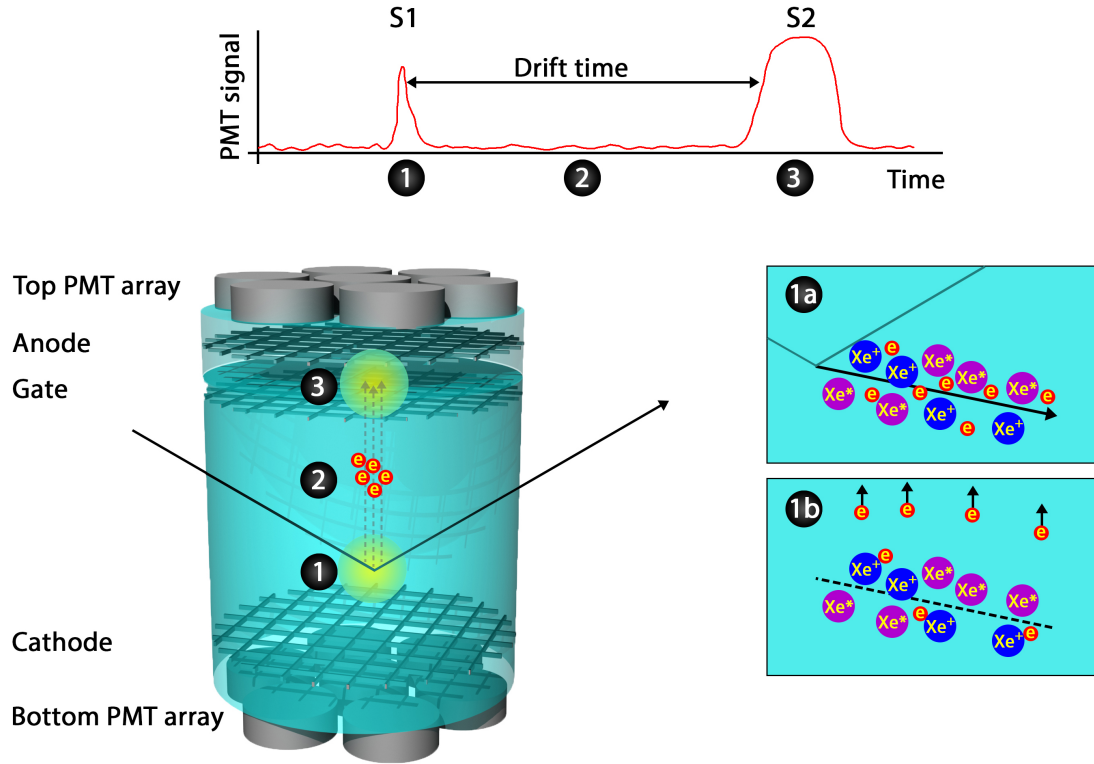 S1
S2
PMT signal
Drift time
1
2
3
Time
Top PMT array
Anode
Gate
Cathode
Bottom PMT array
3
2
1
e
e
e
e
e
1a
Xe+
e
Xe+
Xe*
Xe*
e
Xe*
e
Xe*
e
e
e
Xe*
Xe+
e
Xe+
1b
e
e
e
e
Xe+
e
Xe+
Xe*
Xe*
Xe*
Xe*
Xe*
e
Xe+
Xe+
e